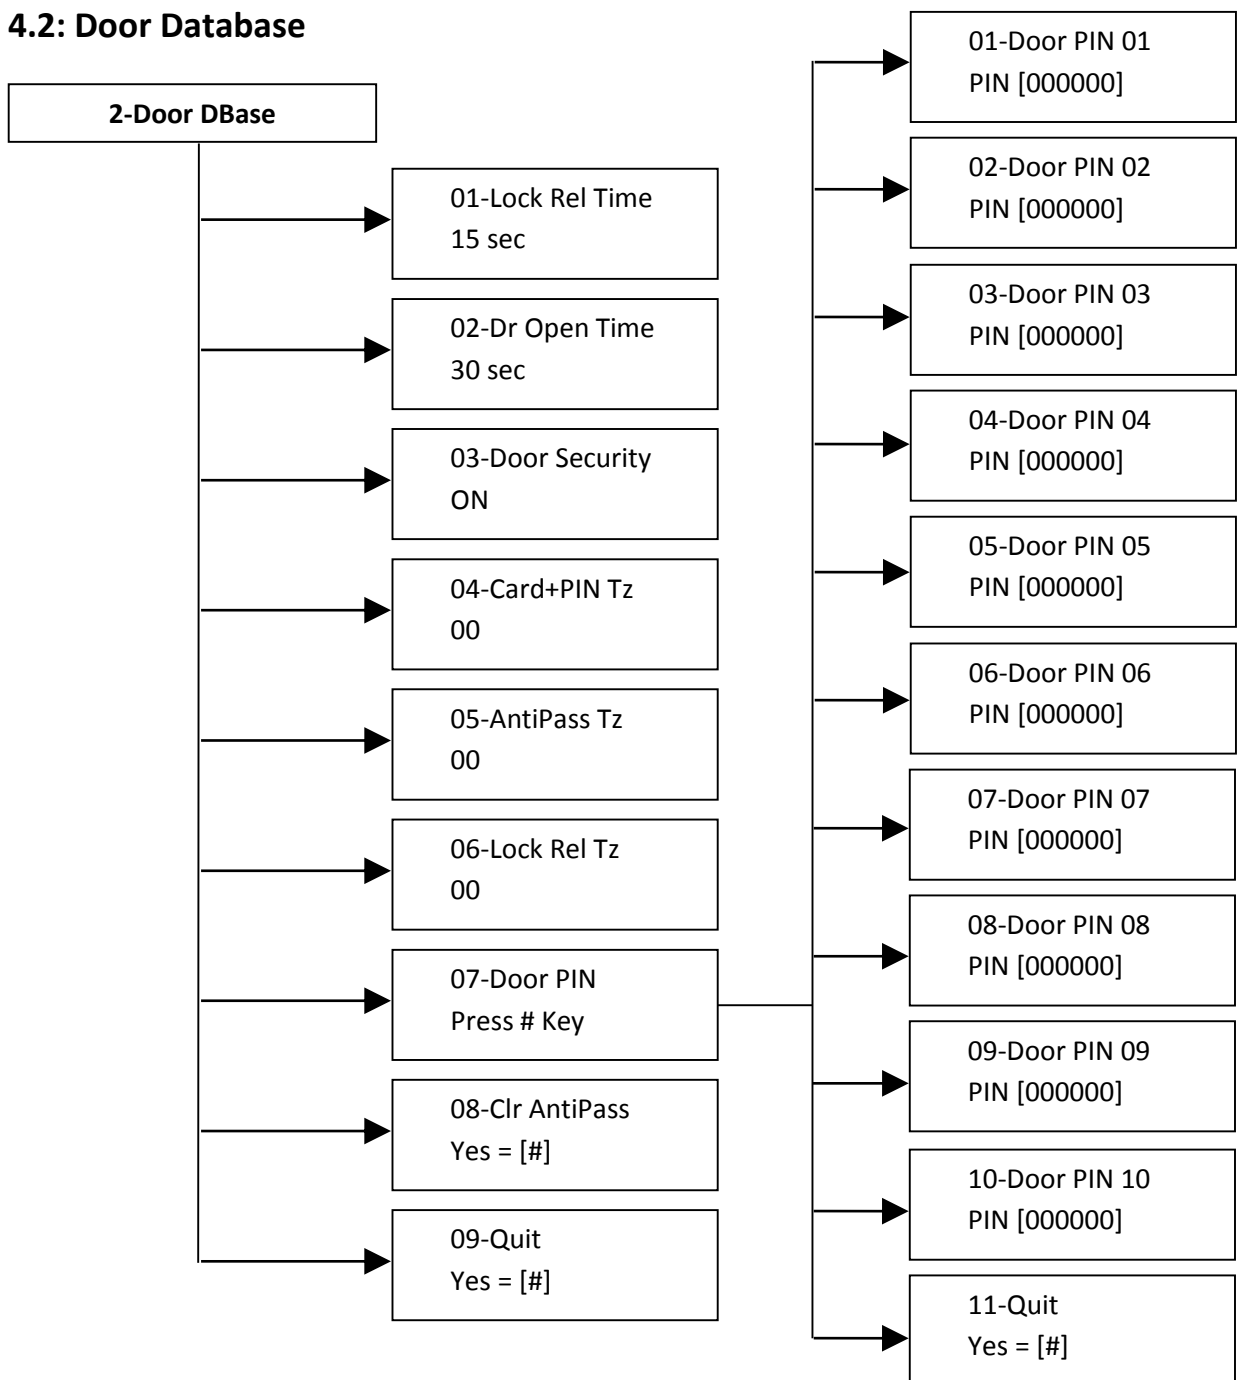 4.2: Door Database
2-Door DBase
01-Lock Rel Time
15 sec
02-Dr Open Time
30 sec
03-Door Security
ON
04-Card+PIN Tz
00
05-AntiPass Tz
00
06-Lock Rel Tz
00
07-Door PIN
Press # Key
08-Clr AntiPass
Yes = [#]
09-Quit
Yes = [#]
01-Door PIN 01
PIN [000000]
02-Door PIN 02
PIN [000000]
03-Door PIN 03
PIN [000000]
04-Door PIN 04
PIN [000000]
05-Door PIN 05
PIN [000000]
06-Door PIN 06
PIN [000000]
07-Door PIN 07
PIN [000000]
08-Door PIN 08
PIN [000000]
09-Door PIN 09
PIN [000000]
10-Door PIN 10
PIN [000000]
11-Quit
Yes = [#]